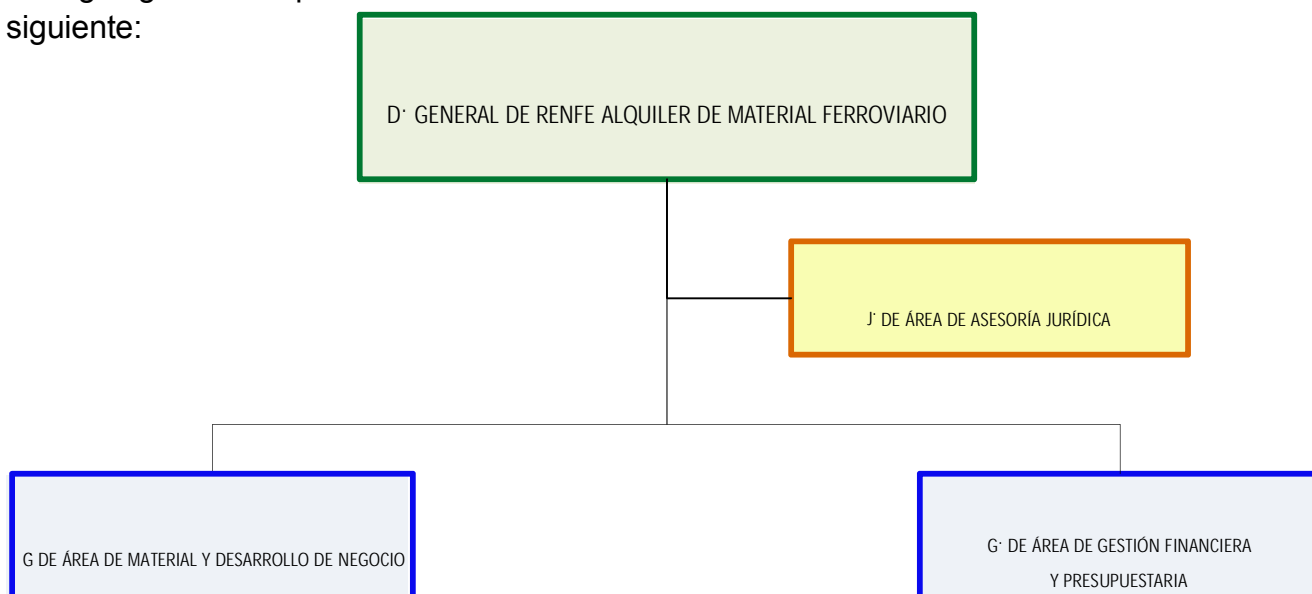 siguiente:
D· GENERAL DE RENFE ALQUILER DE MATERIAL FERROVIARIO
J· DE ÁREA DE ASESORÍA JURÍDICA
G DE ÁREA DE MATERIAL Y DESARROLLO DE NEGOCIO
G· DE ÁREA DE GESTIÓN FINANCIERA
Y PRESUPUESTARIA